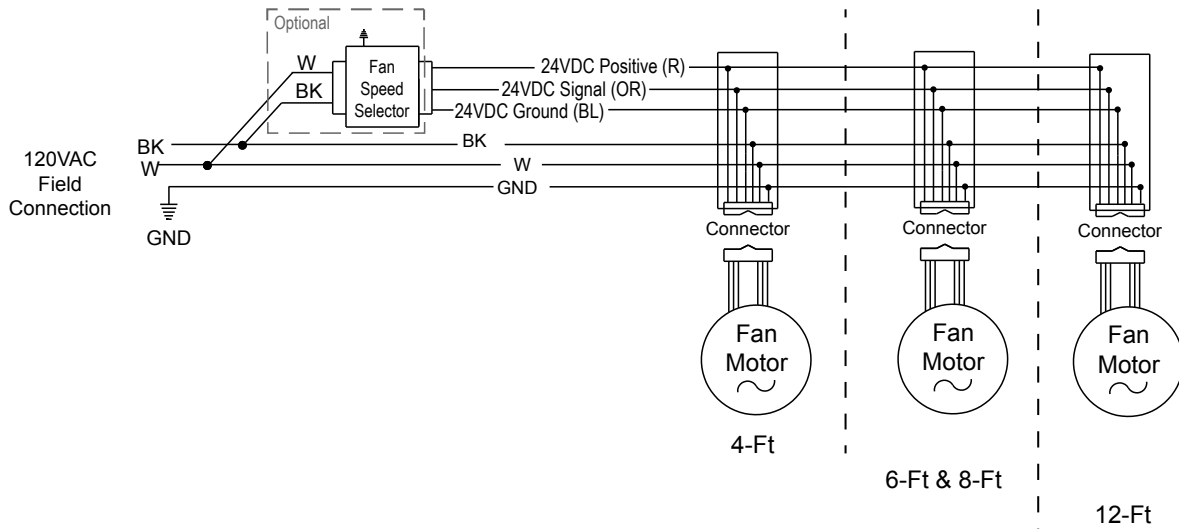 Optional
W
BK
Fan
Speed
Selector
24VDC Positive (R)
24VDC Signal (OR)
24VDC Ground (BL)
120VAC
Field
Connection
BK
W
GND
BK
W
GND
Connector
Fan
Motor
4-Ft
Connector
Fan
Motor
6-Ft & 8-Ft
Connector
Fan
Motor
12-Ft